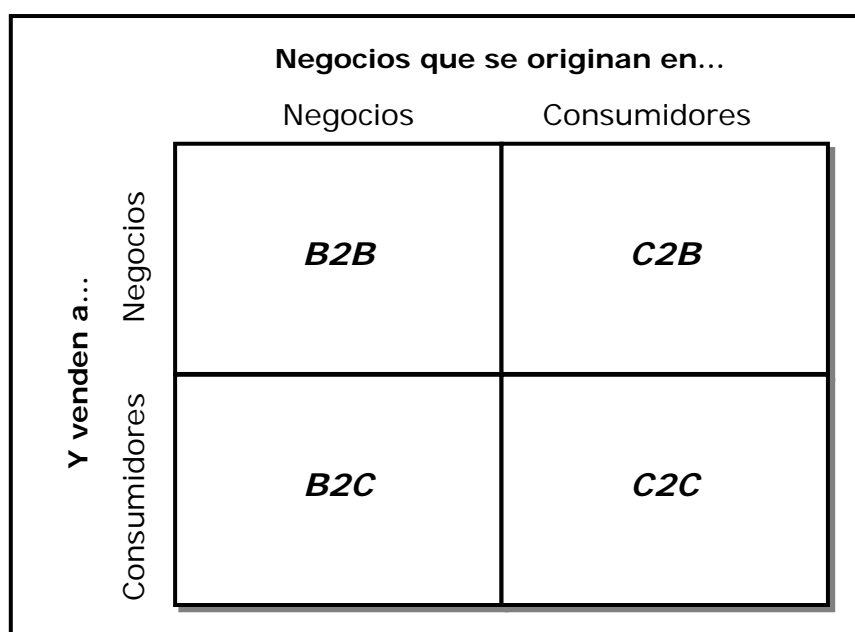 Negocios que se originan en...
Negocios Consumidores
Y venden a...
Negocios
B2B C2B
Consumidores
B2C C2C